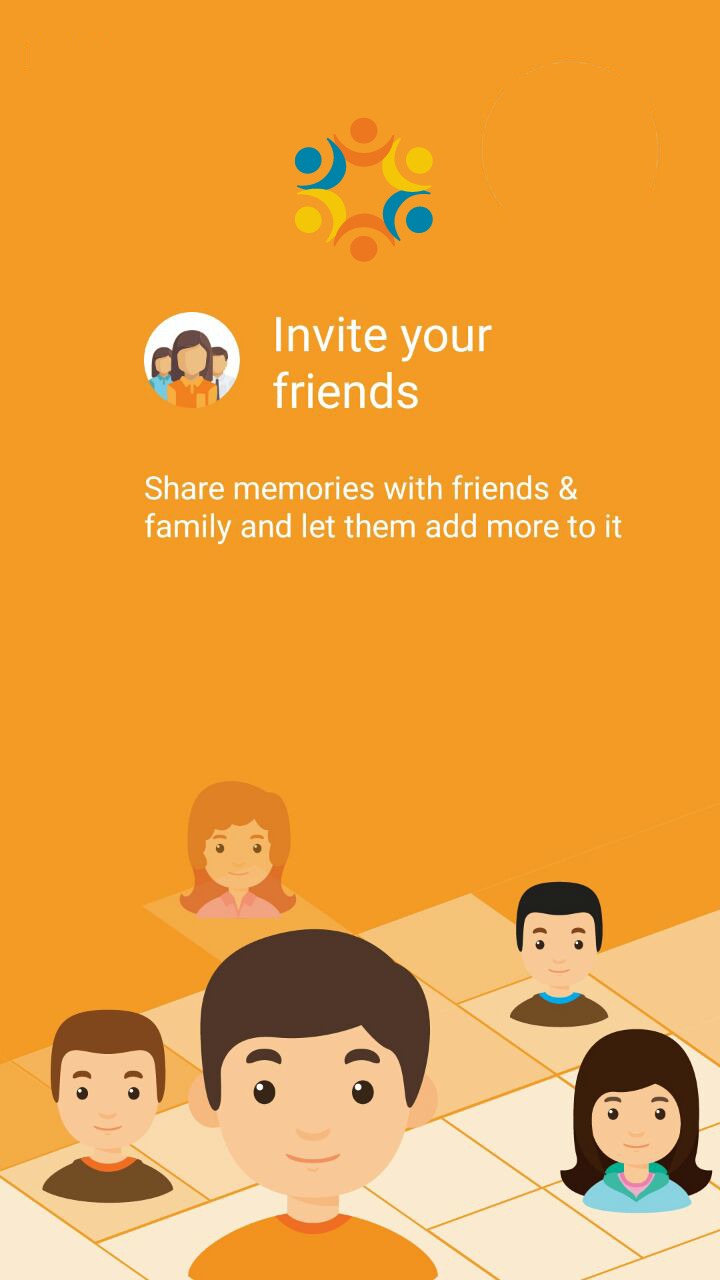 Invite your
friends
Share memories with friends &
family and let them add more to it